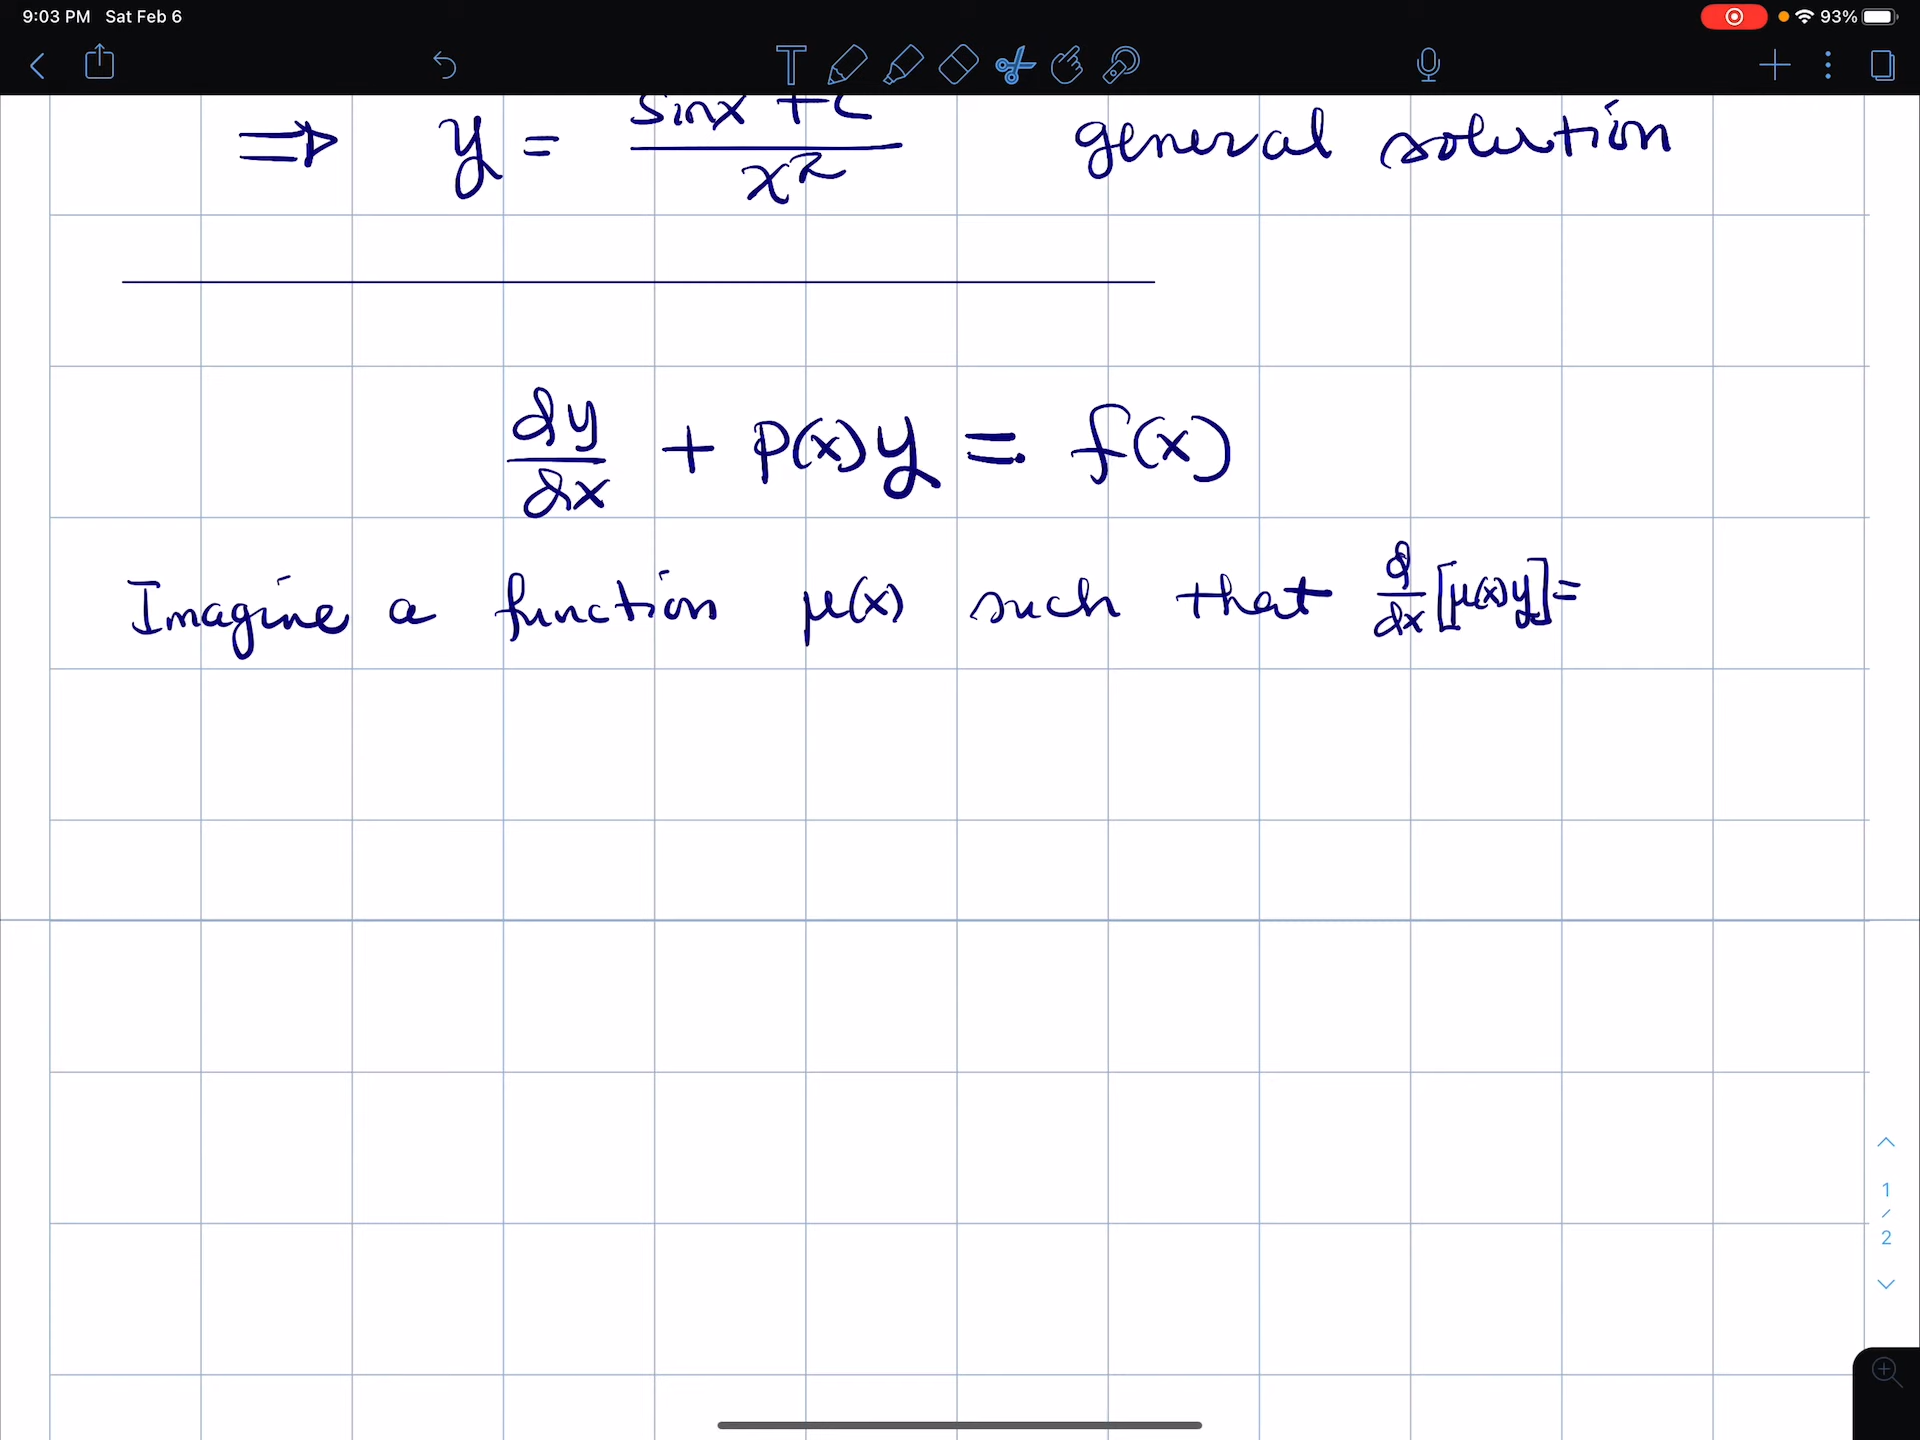 9:03 PM Sat Feb 6
93%
⇒ y = (sinx + c)/x² general solution
dy/dx + p(x)y = f(x)
Imagine a function μ(x) such that d/dx [μ(x)y] =
1
/
2